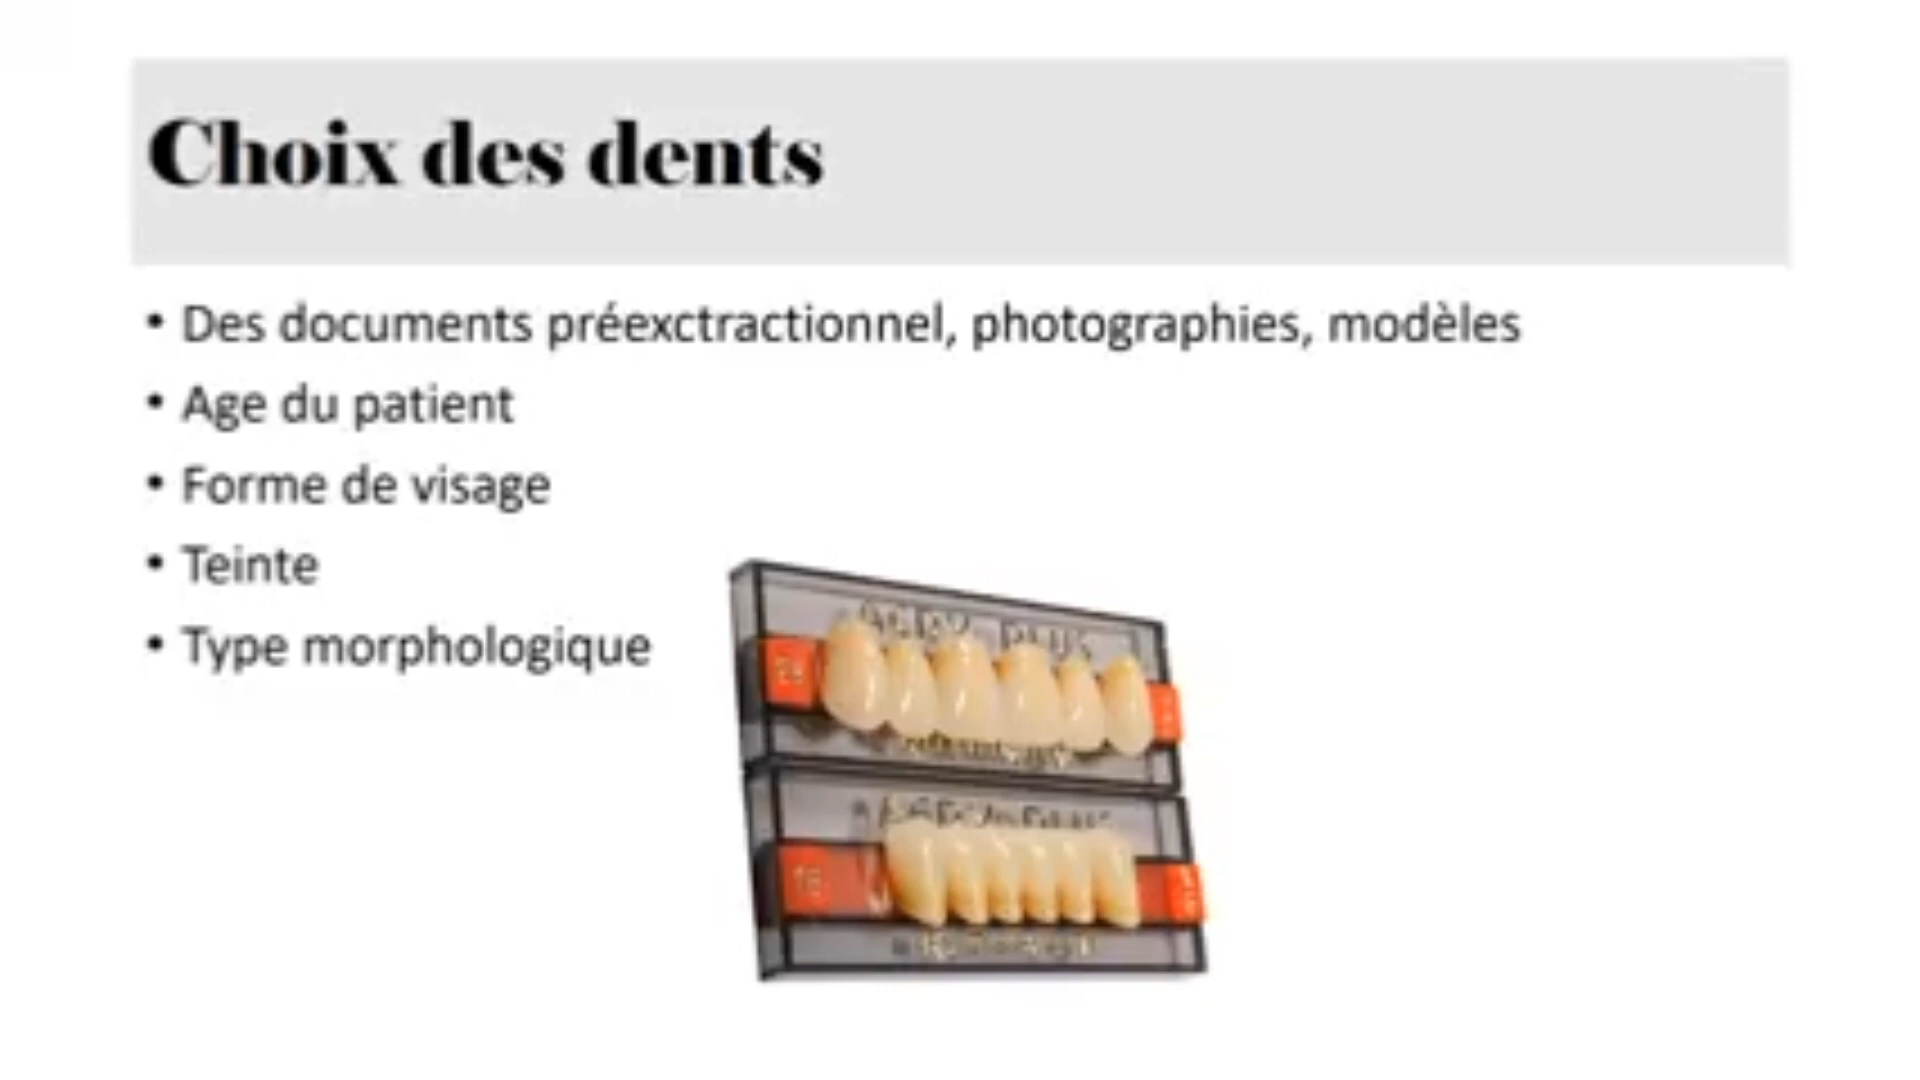 Choix des dents
• Des documents préexctractionnel, photographies, modèles
• Age du patient
• Forme de visage
• Teinte
• Type morphologique